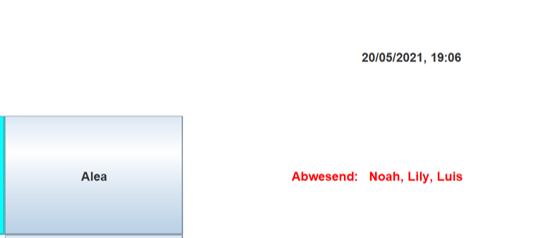 20/05/2021, 19:06
Alea
Abwesend: Noah, Lily, Luis